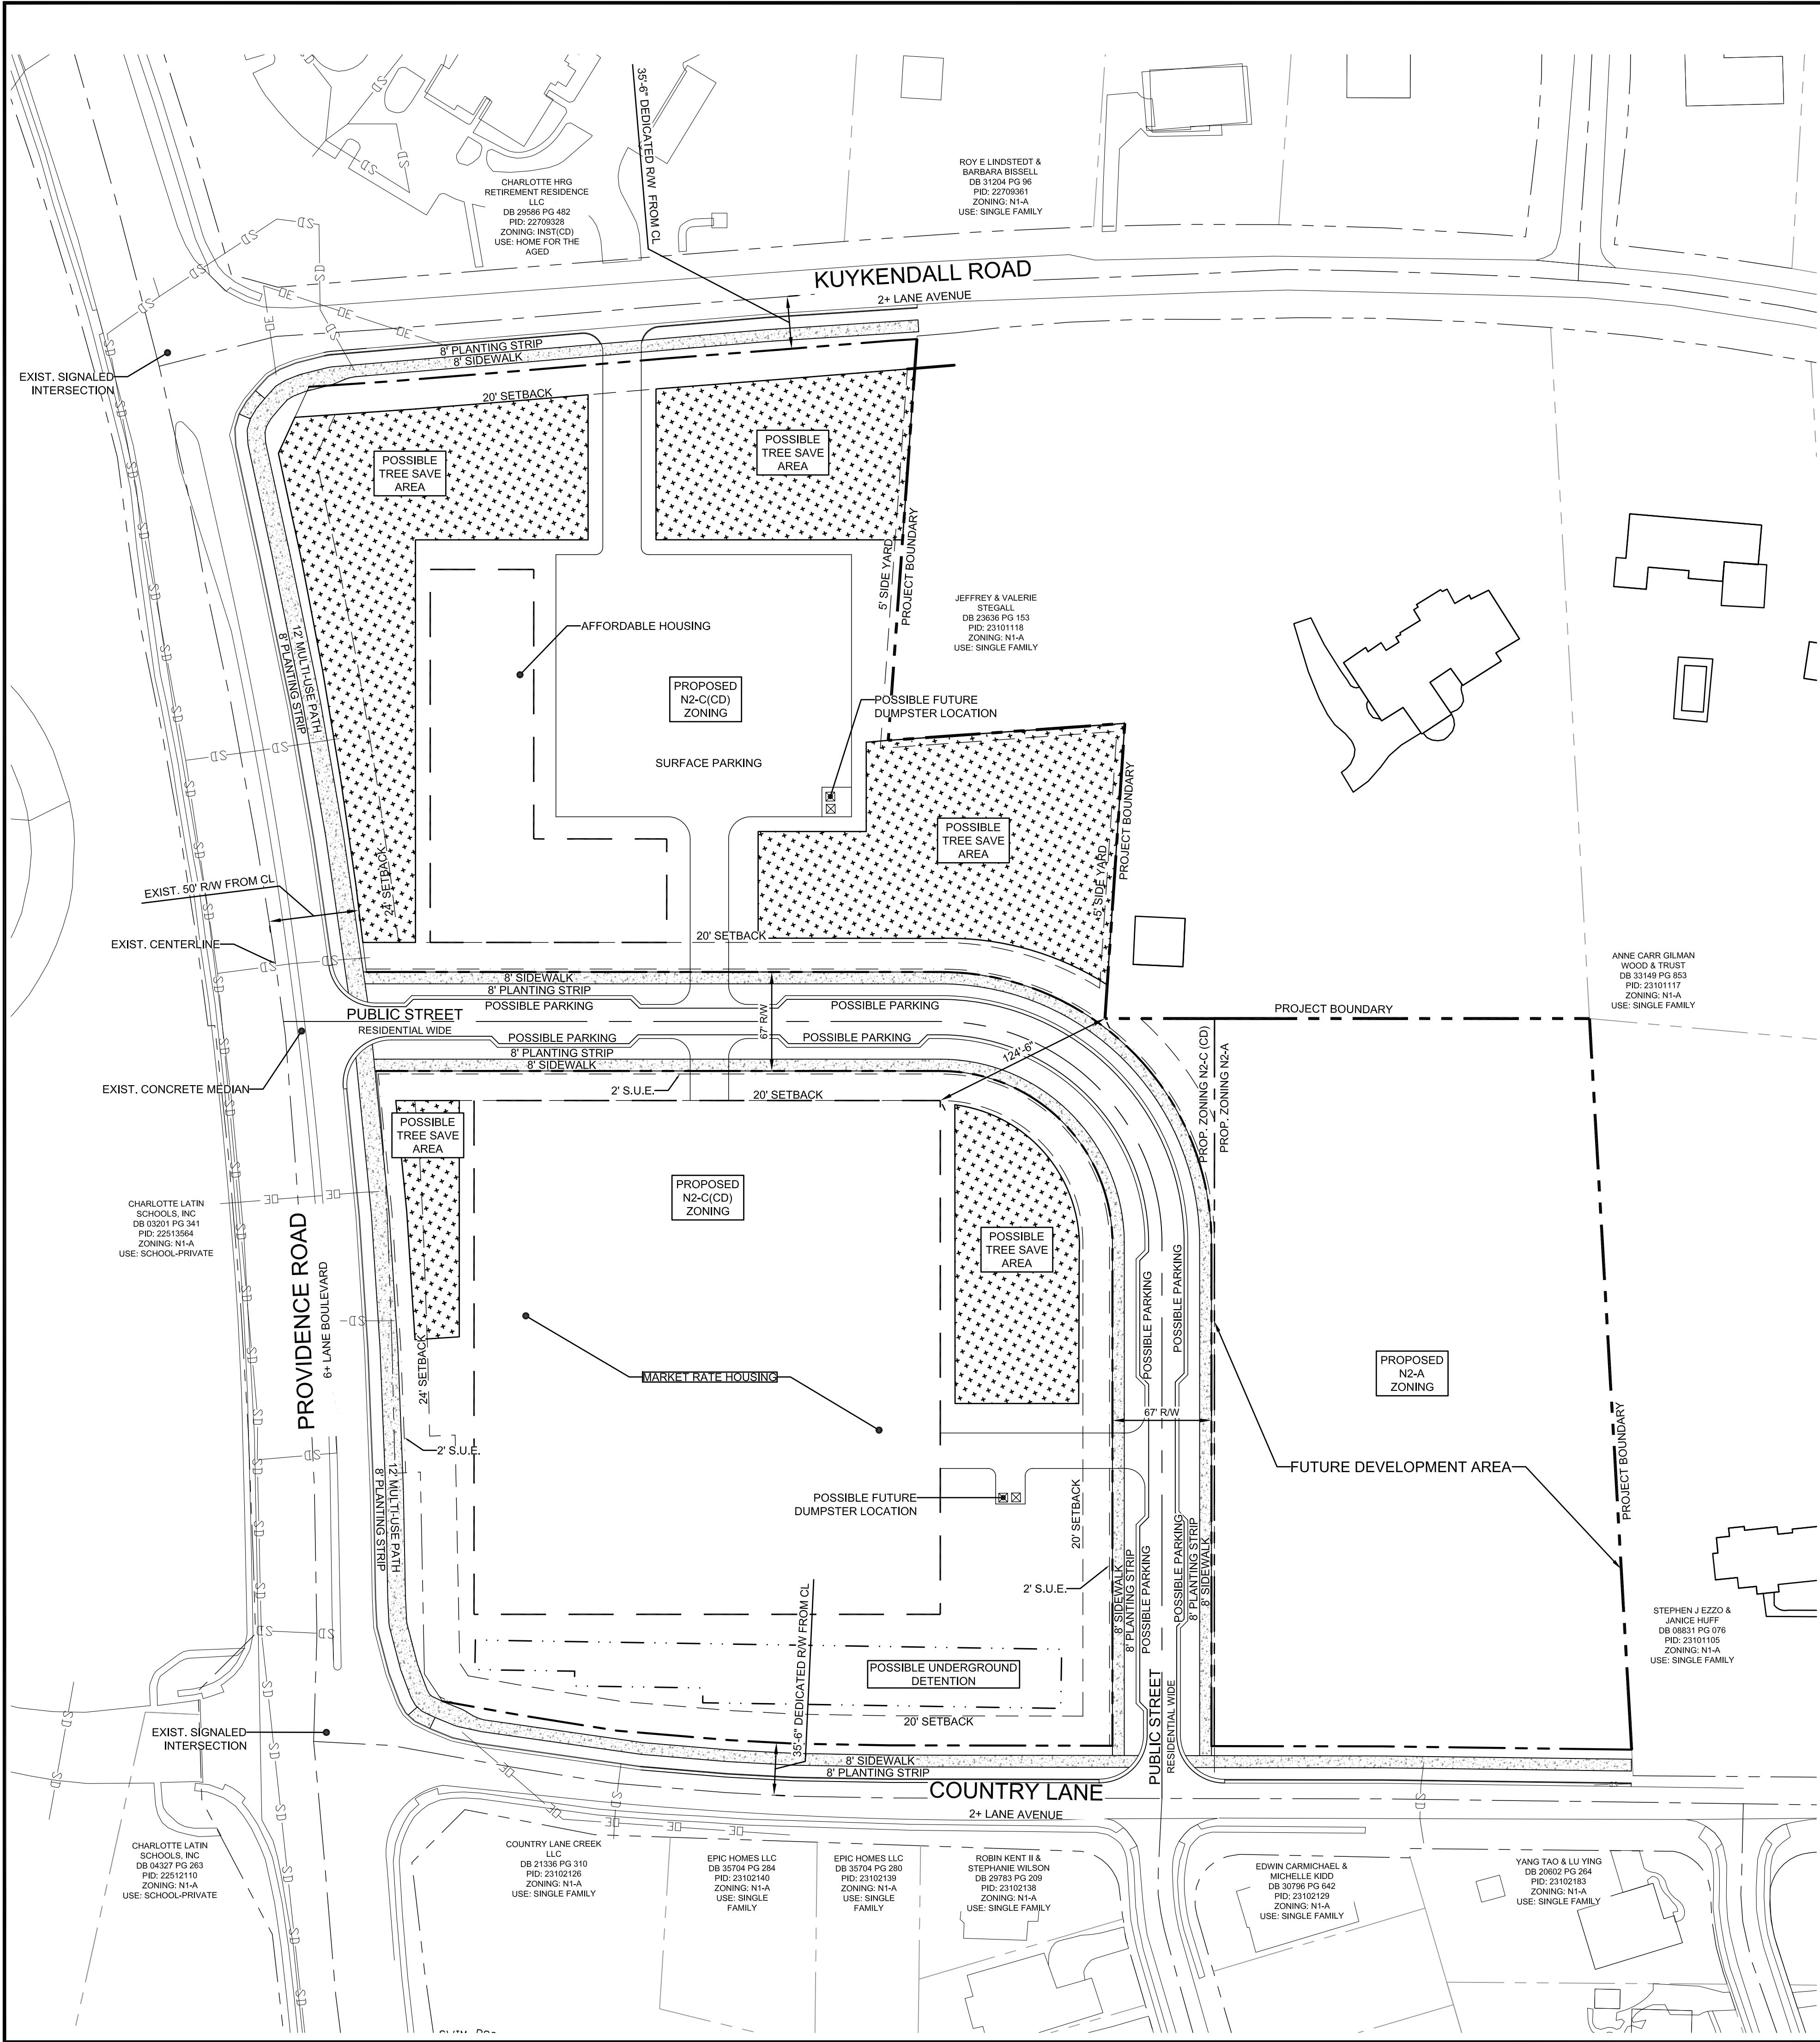 35'-6" DEDICATED R/W FROM CL
CHARLOTTE HRG
RETIREMENT RESIDENCE
LLC
DB 29586 PG 482
PID: 22709328
ZONING: INST(CD)
USE: HOME FOR THE
AGED
ROY E LINDSTEDT &
BARBARA BISSELL
DB 31204 PG 96
PID: 22709361
ZONING: N1-A
USE: SINGLE FAMILY
KUYKENDALL ROAD
2+ LANE AVENUE
8' PLANTING STRIP
8' SIDEWALK
EXIST. SIGNALED
INTERSECTION
20' SETBACK
POSSIBLE
TREE SAVE
AREA
POSSIBLE
TREE SAVE
AREA
5' SIDE YARD
PROJECT BOUNDARY
JEFFREY & VALERIE
STEGALL
DB 23636 PG 153
PID: 23101118
ZONING: N1-A
USE: SINGLE FAMILY
AFFORDABLE HOUSING
12' MULTI-USE PATH
8' PLANTING STRIP
PROPOSED
N2-C(CD)
ZONING
POSSIBLE FUTURE
DUMPSTER LOCATION
SURFACE PARKING
POSSIBLE
TREE SAVE
AREA
5' SIDE YARD
PROJECT BOUNDARY
24' SETBACK
EXIST. 50' R/W FROM CL
EXIST. CENTERLINE
20' SETBACK
8' SIDEWALK
8' PLANTING STRIP
POSSIBLE PARKING
POSSIBLE PARKING
PUBLIC STREET
RESIDENTIAL WIDE
67' R/W
POSSIBLE PARKING
POSSIBLE PARKING
8' PLANTING STRIP
8' SIDEWALK
EXIST. CONCRETE MEDIAN
2' S.U.E.
20' SETBACK
124'-6"
PROJECT BOUNDARY
ANNE CARR GILMAN
WOOD & TRUST
DB 33149 PG 853
PID: 23101117
ZONING: N1-A
USE: SINGLE FAMILY
PROP. ZONING N2-C (CD)
PROP. ZONING N2-A
POSSIBLE
TREE SAVE
AREA
PROPOSED
N2-C(CD)
ZONING
POSSIBLE
TREE SAVE
AREA
CHARLOTTE LATIN
SCHOOLS, INC
DB 03201 PG 341
PID: 22513564
ZONING: N1-A
USE: SCHOOL-PRIVATE
PROVIDENCE ROAD
6+ LANE BOULEVARD
24' SETBACK
MARKET RATE HOUSING
POSSIBLE PARKING
POSSIBLE PARKING
67' R/W
PROPOSED
N2-A
ZONING
PROJECT BOUNDARY
FUTURE DEVELOPMENT AREA
2' S.U.E.
12' MULTI-USE PATH
8' PLANTING STRIP
POSSIBLE FUTURE
DUMPSTER LOCATION
20' SETBACK
2' S.U.E.
8' SIDEWALK
8' PLANTING STRIP
POSSIBLE PARKING
POSSIBLE PARKING
8' PLANTING STRIP
8' SIDEWALK
35'-6" DEDICATED R/W FROM CL
STEPHEN J EZZO &
JANICE HUFF
DB 08831 PG 076
PID: 23101105
ZONING: N1-A
USE: SINGLE FAMILY
POSSIBLE UNDERGROUND
DETENTION
20' SETBACK
PUBLIC STREET
RESIDENTIAL WIDE
EXIST. SIGNALED
INTERSECTION
8' SIDEWALK
8' PLANTING STRIP
COUNTRY LANE
2+ LANE AVENUE
CHARLOTTE LATIN
SCHOOLS, INC
DB 04327 PG 263
PID: 22512110
ZONING: N1-A
USE: SCHOOL-PRIVATE
COUNTRY LANE CREEK
LLC
DB 21336 PG 310
PID: 23102126
ZONING: N1-A
USE: SINGLE FAMILY
EPIC HOMES LLC
DB 35704 PG 284
PID: 23102140
ZONING: N1-A
USE: SINGLE
FAMILY
EPIC HOMES LLC
DB 35704 PG 280
PID: 23102139
ZONING: N1-A
USE: SINGLE
FAMILY
ROBIN KENT II &
STEPHANIE WILSON
DB 29783 PG 209
PID: 23102138
ZONING: N1-A
USE: SINGLE FAMILY
EDWIN CARMICHAEL &
MICHELLE KIDD
DB 30796 PG 642
PID: 23102129
ZONING: N1-A
USE: SINGLE FAMILY
YANG TAO & LU YING
DB 20602 PG 264
PID: 23102183
ZONING: N1-A
USE: SINGLE FAMILY